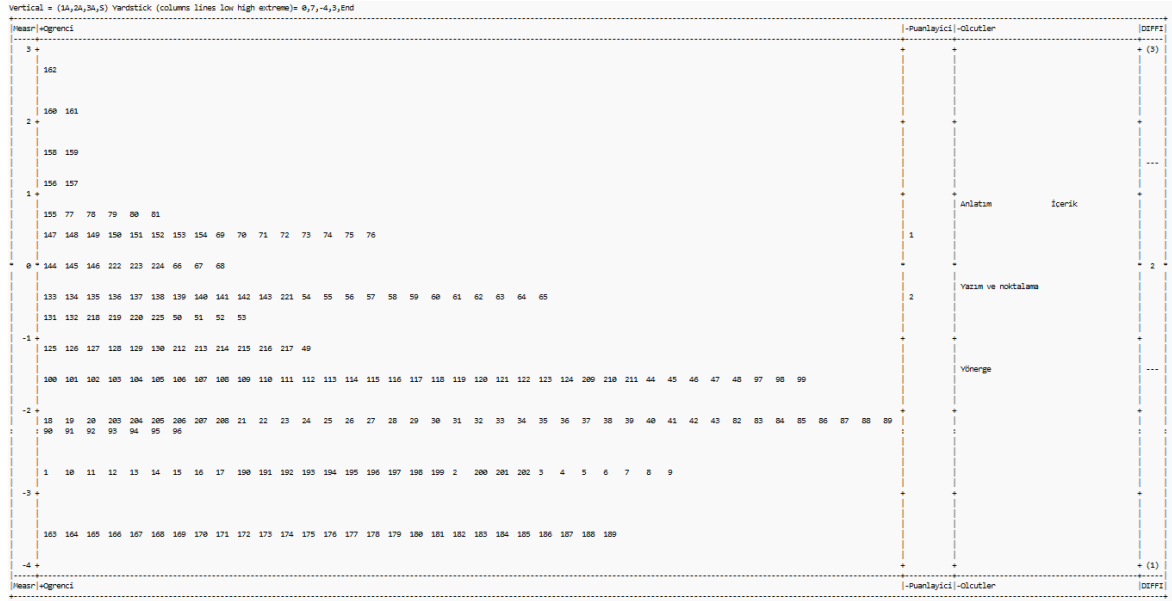 Vertical = (1A,2A,3A,S) Yardstick (columns lines low high extreme)= 0,7,-4,3,End
|Measr|+Ogrenci |-Puanlayici|-Olcutler |DIFFI|
3 + + + + (3)
162
160 161
2 + + + +
158 159
---
156 157
1 + + + +
Anlatım İçerik
155 77 78 79 80 81
147 148 149 150 151 152 153 154 69 70 71 72 73 74 75 76 1
* 0 * 144 145 146 222 223 224 66 67 68 * * * 2 *
Yazım ve noktalama
133 134 135 136 137 138 139 140 141 142 143 221 54 55 56 57 58 59 60 61 62 63 64 65 2
131 132 218 219 220 225 50 51 52 53
-1 + + + +
125 126 127 128 129 130 212 213 214 215 216 217 49
Yönerge ---
100 101 102 103 104 105 106 107 108 109 110 111 112 113 114 115 116 117 118 119 120 121 122 123 124 209 210 211 44 45 46 47 48 97 98 99
-2 + + + +
18 19 20 203 204 205 206 207 208 21 22 23 24 25 26 27 28 29 30 31 32 33 34 35 36 37 38 39 40 41 42 43 82 83 84 85 86 87 88 89
: : 90 91 92 93 94 95 96 : : : :
1 10 11 12 13 14 15 16 17 190 191 192 193 194 195 196 197 198 199 2 200 201 202 3 4 5 6 7 8 9
-3 + + + +
163 164 165 166 167 168 169 170 171 172 173 174 175 176 177 178 179 180 181 182 183 184 185 186 187 188 189
-4 + + + + (1)
|Measr|+Ogrenci |-Puanlayici|-Olcutler |DIFFI|